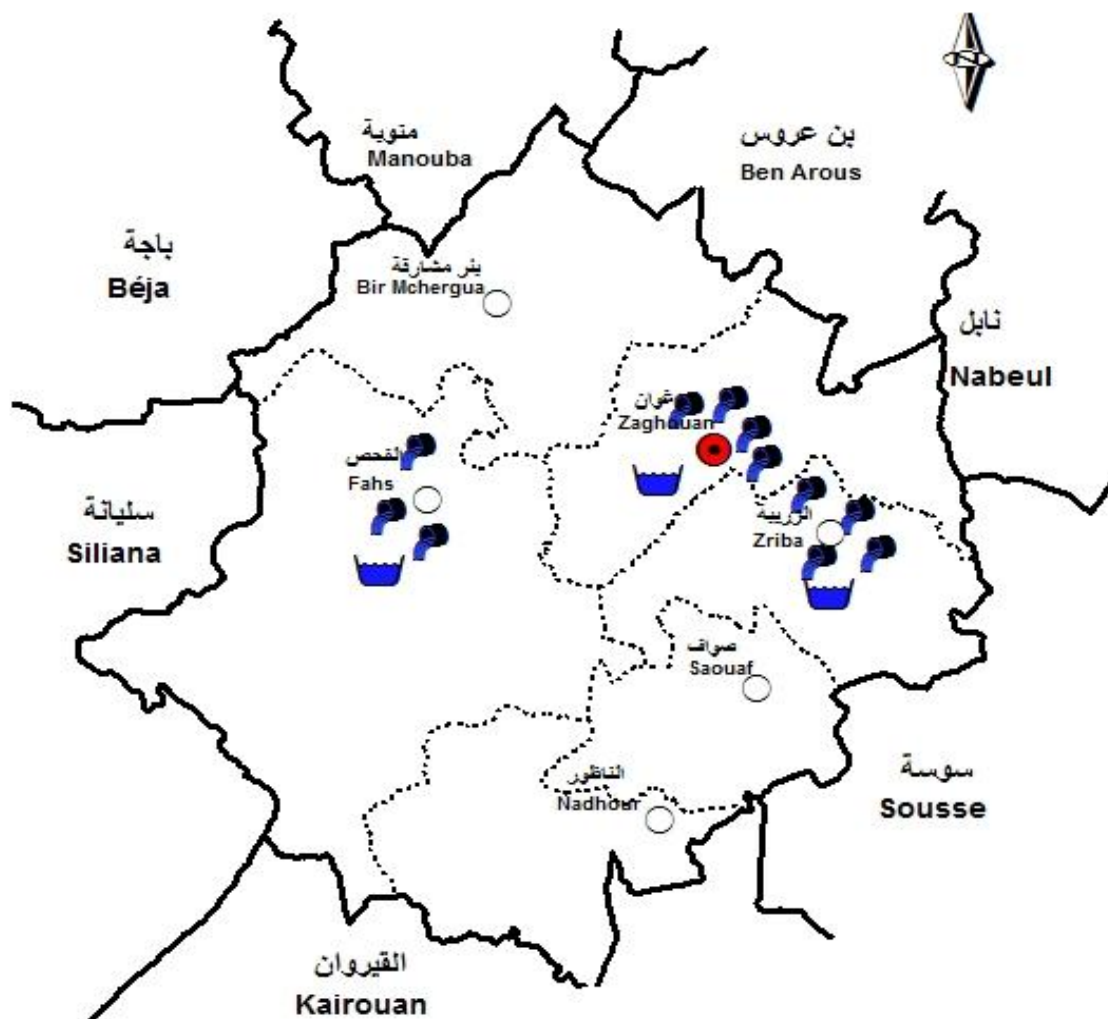 N
منوبة
Manouba
بن عروس
Ben Arous
باجة
Béja
بئر مشارقة
Bir Mchergua
نابل
Nabeul
غوان
Zaghouan
الفحص
Fahs
سليانة
Siliana
الزريبة
Zriba
صواف
Saouaf
سوسة
Sousse
الناظور
Nadhour
القيروان
Kairouan